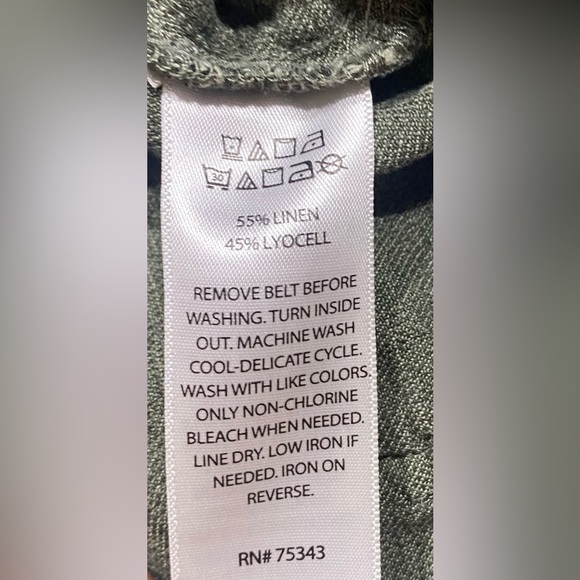 30
55% LINEN
45% LYOCELL
REMOVE BELT BEFORE
WASHING. TURN INSIDE
OUT. MACHINE WASH
COOL-DELICATE CYCLE.
WASH WITH LIKE COLORS.
ONLY NON-CHLORINE
BLEACH WHEN NEEDED.
LINE DRY. LOW IRON IF
NEEDED. IRON ON
REVERSE.
RN# 75343